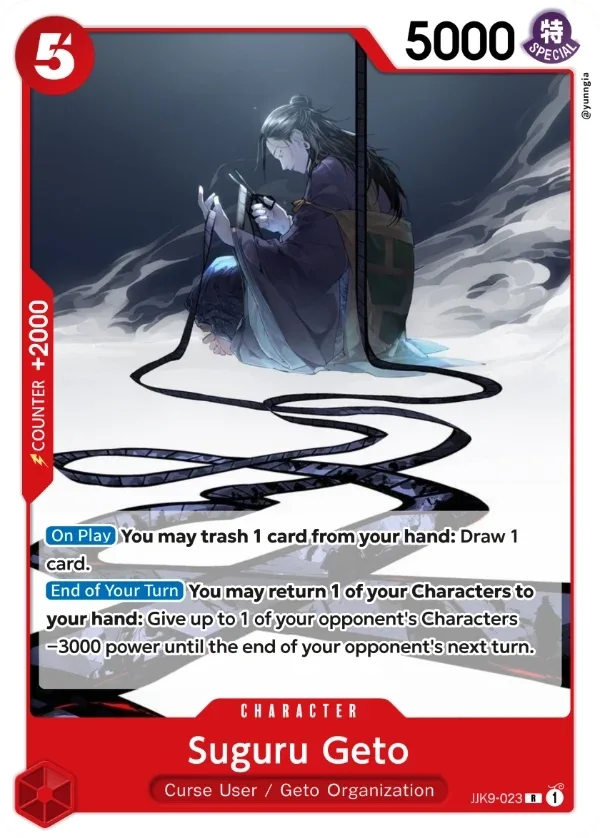 5
5000
特
SPECIAL
@yunngia
COUNTER +2000
On Play You may trash 1 card from your hand: Draw 1
card.
End of Your Turn You may return 1 of your Characters to
your hand: Give up to 1 of your opponent's Characters
−3000 power until the end of your opponent's next turn.
CHARACTER
Suguru Geto
Curse User / Geto Organization
JJK9-023 R 1